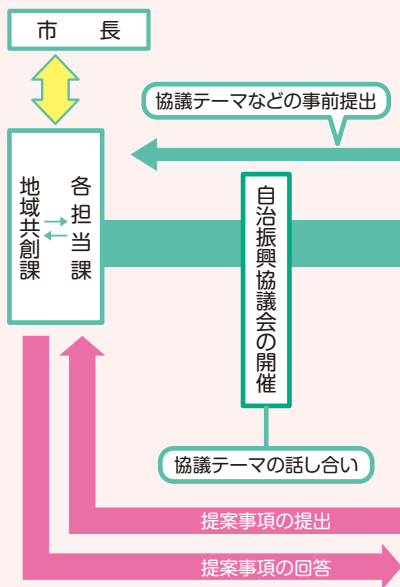 市　長
協議テーマなどの事前提出
地域共創課
各担当課
自治振興協議会の開催
協議テーマの話し合い
提案事項の提出
提案事項の回答